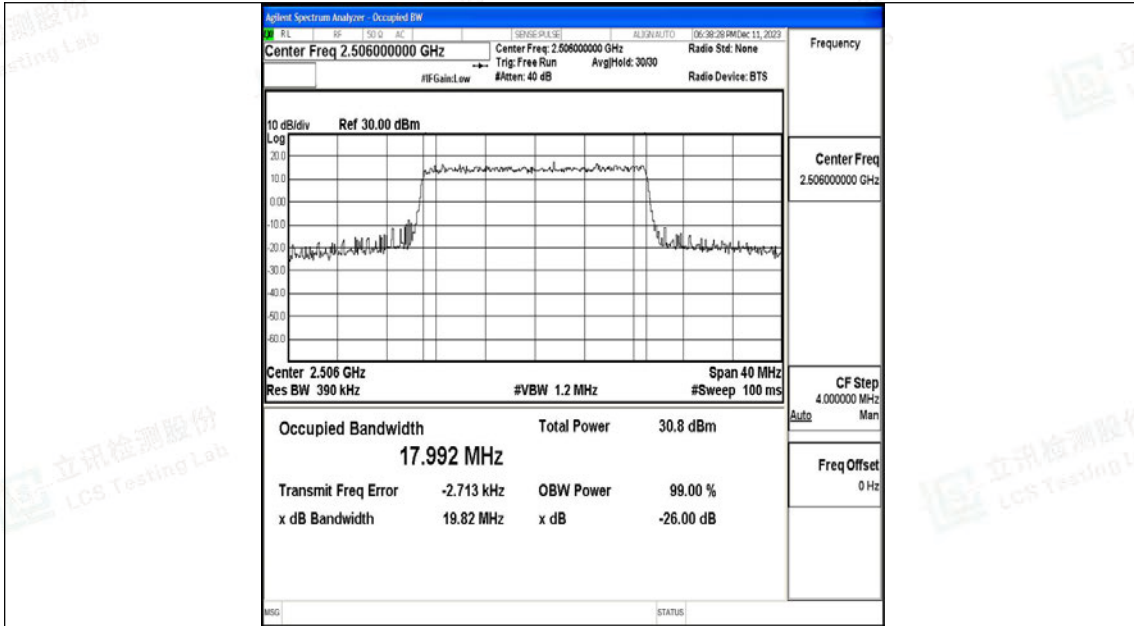 Agilent Spectrum Analyzer - Occupied BW
RL RF 50 Ω AC SENSE:PULSE ALIGNAUTO 06:38:28 PM Dec 11, 2023
Center Freq 2.506000000 GHz
Center Freq: 2.506000000 GHz
Radio Std: None
Trig: Free Run Avg|Hold: 30/30
#IFGain:Low
#Atten: 40 dB
Radio Device: BTS
Frequency
10 dB/div Ref 30.00 dBm
Log
20.0
10.0
0.00
-10.0
-20.0
-30.0
-40.0
-50.0
-60.0
Center 2.506 GHz Span 40 MHz
Res BW 390 kHz #VBW 1.2 MHz #Sweep 100 ms
Center Freq
2.506000000 GHz
CF Step
4.000000 MHz
Auto Man
Freq Offset
0 Hz
Occupied Bandwidth Total Power 30.8 dBm
17.992 MHz
Transmit Freq Error -2.713 kHz OBW Power 99.00 %
x dB Bandwidth 19.82 MHz x dB -26.00 dB
MSG STATUS
立讯检测股份
LCS Testing Lab
立讯检测股份
LCS Testing